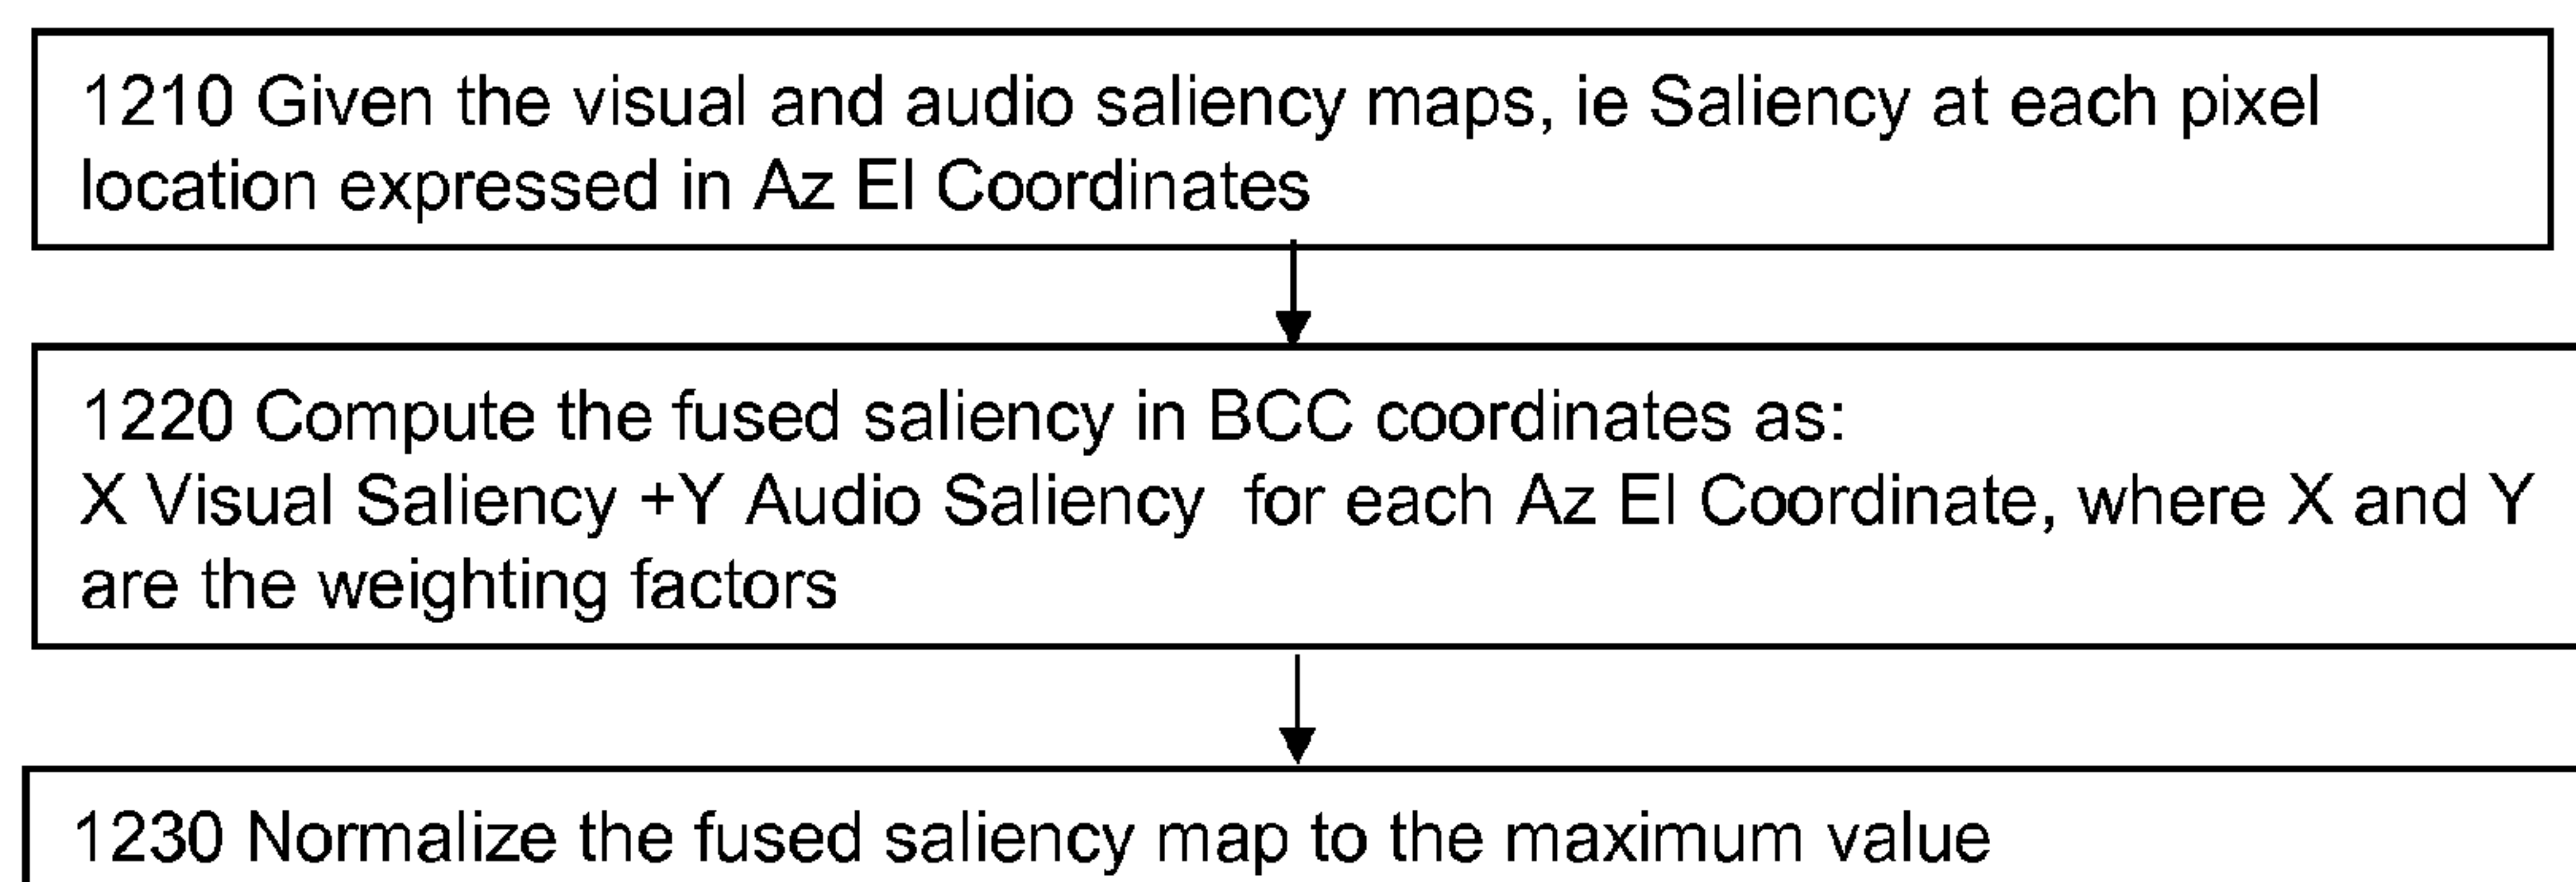 1210 Given the visual and audio saliency maps, ie Saliency at each pixel
location expressed in Az El Coordinates
1220 Compute the fused saliency in BCC coordinates as:
X Visual Saliency +Y Audio Saliency  for each Az El Coordinate, where X and Y
are the weighting factors
1230 Normalize the fused saliency map to the maximum value